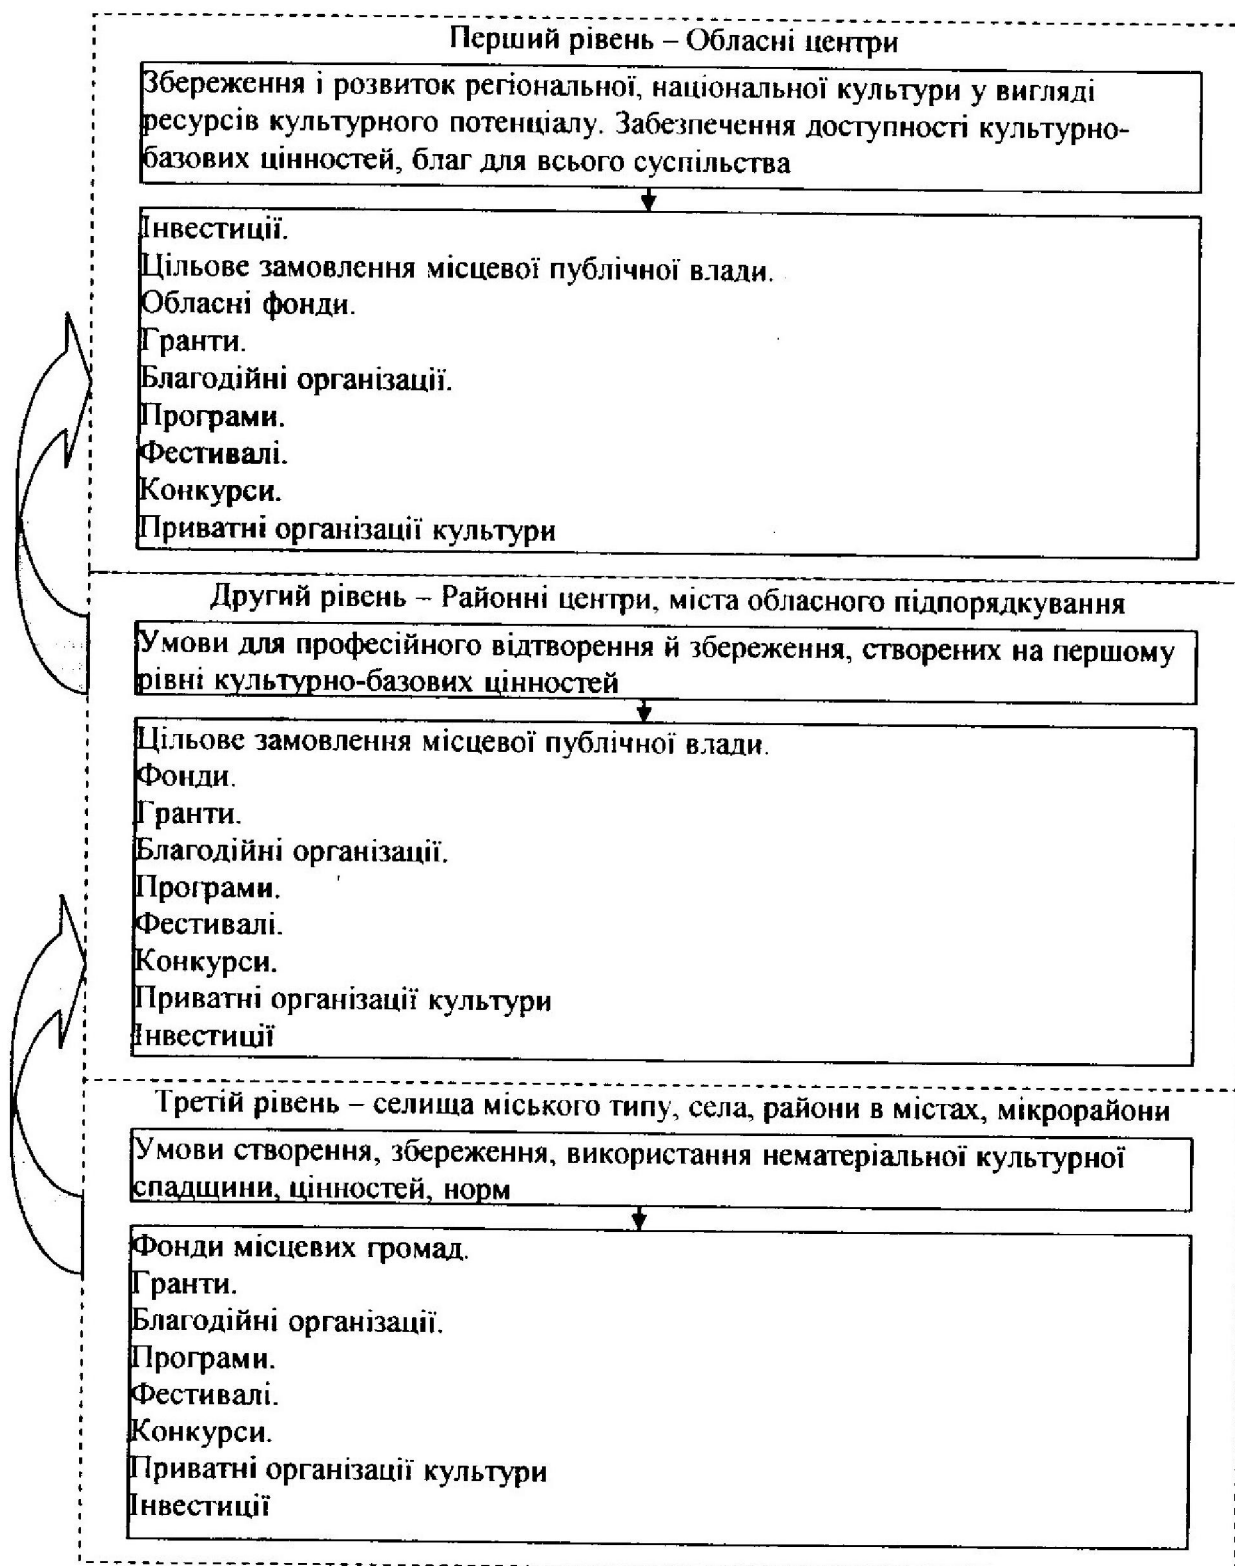 Перший рівень – Обласні центри
Збереження і розвиток регіональної, національної культури у вигляді
ресурсів культурного потенціалу. Забезпечення доступності культурно-
базових цінностей, благ для всього суспільства
Інвестиції.
Цільове замовлення місцевої публічної влади.
Обласні фонди.
Гранти.
Благодійні організації.
Програми.
Фестивалі.
Конкурси.
Приватні організації культури
Другий рівень – Районні центри, міста обласного підпорядкування
Умови для професійного відтворення й збереження, створених на першому
рівні культурно-базових цінностей
Цільове замовлення місцевої публічної влади.
Фонди.
Гранти.
Благодійні організації.
Програми.
Фестивалі.
Конкурси.
Приватні організації культури
Інвестиції
Третій рівень – селища міського типу, села, райони в містах, мікрорайони
Умови створення, збереження, використання нематеріальної культурної
спадщини, цінностей, норм
Фонди місцевих громад.
Гранти.
Благодійні організації.
Програми.
Фестивалі.
Конкурси.
Приватні організації культури
Інвестиції